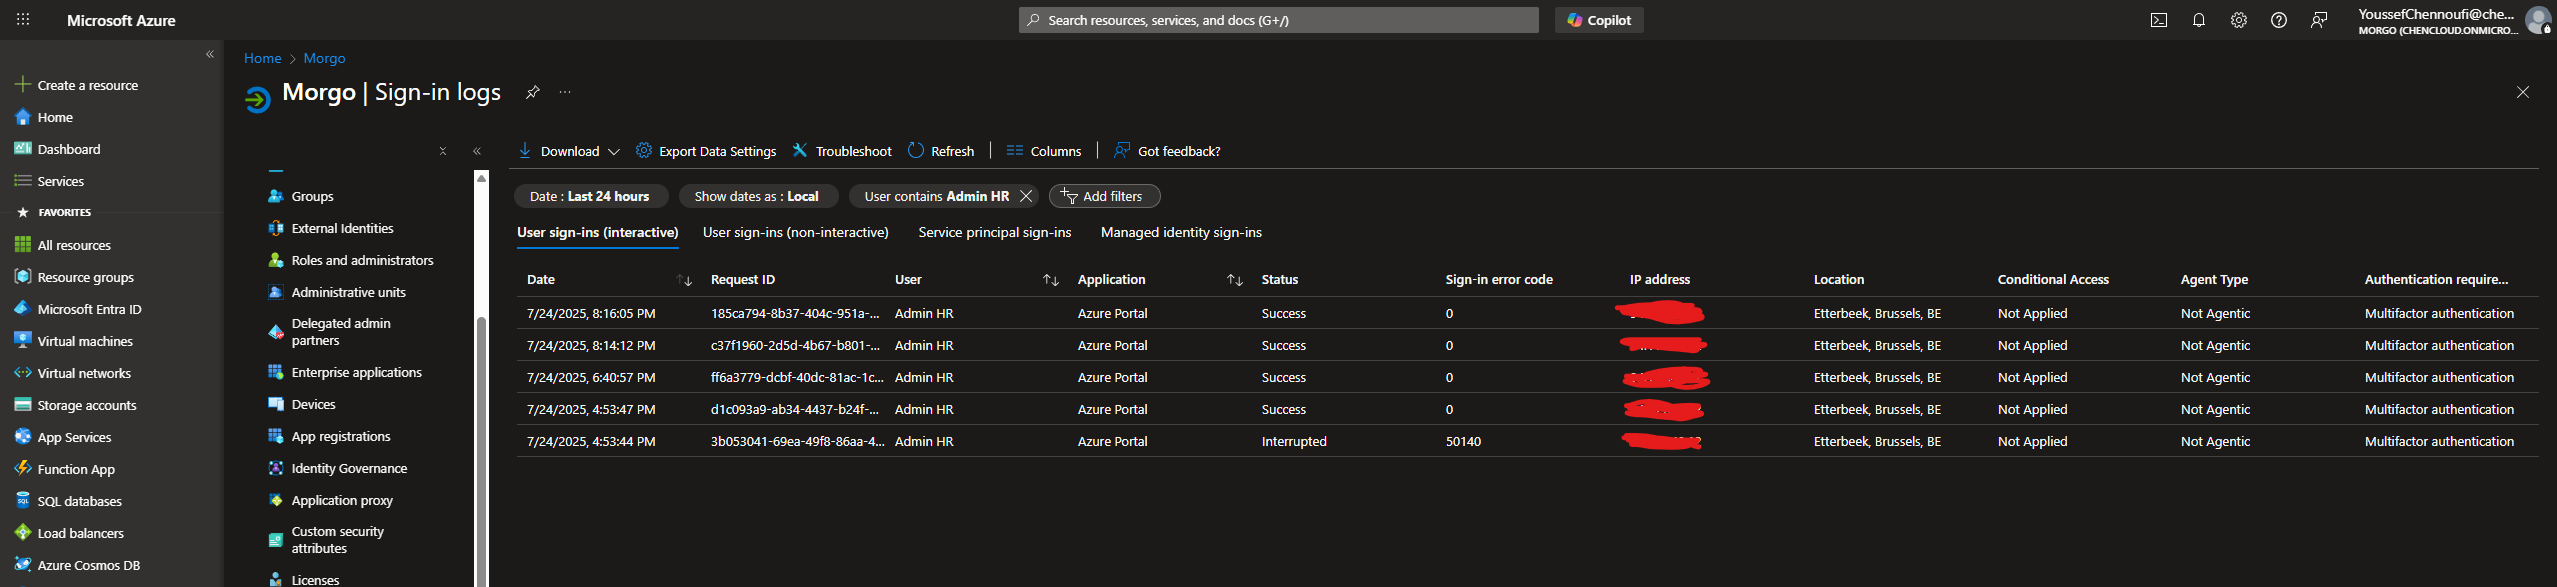 Microsoft Azure
Search resources, services, and docs (G+/)
Copilot
YoussefChennoufi@che...
MORGO (CHENCLOUD.ONMICRO...
Create a resource
Home
Dashboard
Services
FAVORITES
All resources
Resource groups
Microsoft Entra ID
Virtual machines
Virtual networks
Storage accounts
App Services
Function App
SQL databases
Load balancers
Azure Cosmos DB
Home > Morgo
Morgo | Sign-in logs
Groups
External Identities
Roles and administrators
Administrative units
Delegated admin
partners
Enterprise applications
Devices
App registrations
Identity Governance
Application proxy
Custom security
attributes
Licenses
Download Export Data Settings Troubleshoot Refresh Columns Got feedback?
Date : Last 24 hours Show dates as : Local User contains Admin HR Add filters
User sign-ins (interactive) User sign-ins (non-interactive) Service principal sign-ins Managed identity sign-ins
Date Request ID User Application Status Sign-in error code IP address Location Conditional Access Agent Type Authentication require...
7/24/2025, 8:16:05 PM 185ca794-8b37-404c-951a-... Admin HR Azure Portal Success 0 Etterbeek, Brussels, BE Not Applied Not Agentic Multifactor authentication
7/24/2025, 8:14:12 PM c37f1960-2d5d-4b67-b801-... Admin HR Azure Portal Success 0 Etterbeek, Brussels, BE Not Applied Not Agentic Multifactor authentication
7/24/2025, 6:40:57 PM ff6a3779-dcbf-40dc-81ac-1c... Admin HR Azure Portal Success 0 Etterbeek, Brussels, BE Not Applied Not Agentic Multifactor authentication
7/24/2025, 4:53:47 PM d1c093a9-ab34-4437-b24f-... Admin HR Azure Portal Success 0 Etterbeek, Brussels, BE Not Applied Not Agentic Multifactor authentication
7/24/2025, 4:53:44 PM 3b053041-69ea-49f8-86aa-4... Admin HR Azure Portal Interrupted 50140 Etterbeek, Brussels, BE Not Applied Not Agentic Multifactor authentication